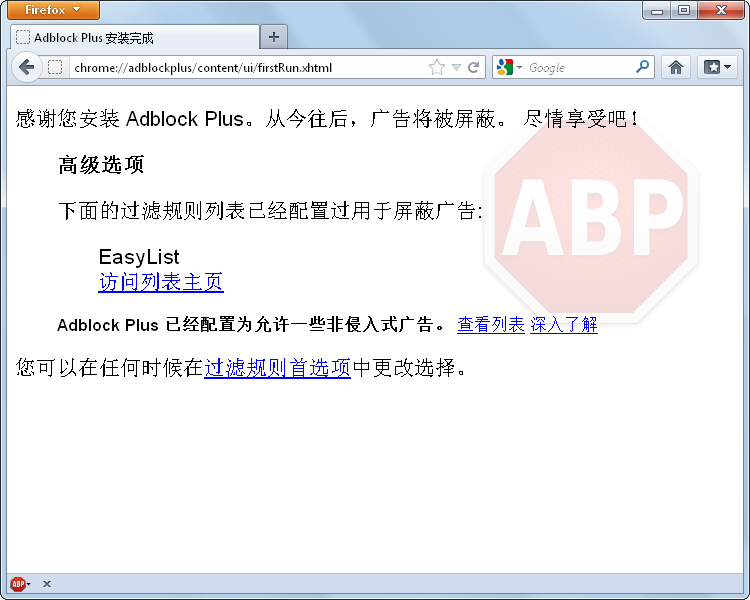 Firefox
Adblock Plus 安装完成
chrome://adblockplus/content/ui/firstRun.xhtml
Google
感谢您安装 Adblock Plus。从今往后，广告将被屏蔽。 尽情享受吧！
高级选项
下面的过滤规则列表已经配置过用于屏蔽广告:
EasyList
访问列表主页
Adblock Plus 已经配置为允许一些非侵入式广告。 查看列表 深入了解
您可以在任何时候在过滤规则首选项中更改选择。
ABP
ABP